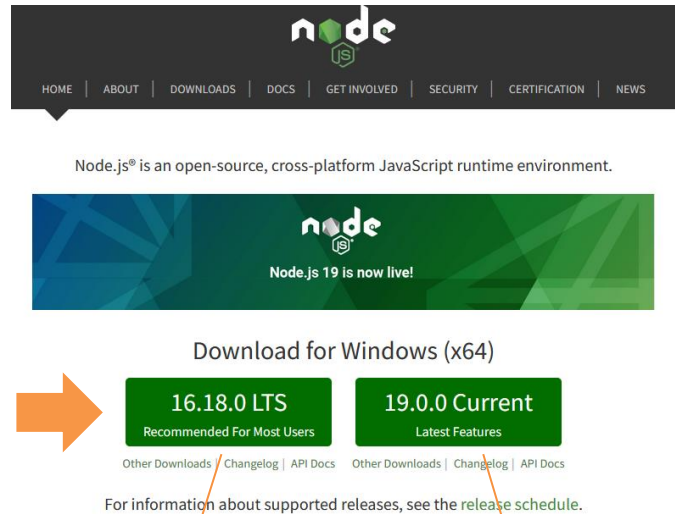 node
JS
HOME | ABOUT | DOWNLOADS | DOCS | GET INVOLVED | SECURITY | CERTIFICATION | NEWS
Node.js® is an open-source, cross-platform JavaScript runtime environment.
node
JS
Node.js 19 is now live!
Download for Windows (x64)
16.18.0 LTS 19.0.0 Current
Recommended For Most Users Latest Features
Other Downloads | Changelog | API Docs Other Downloads | Changelog | API Docs
For information about supported releases, see the release schedule.